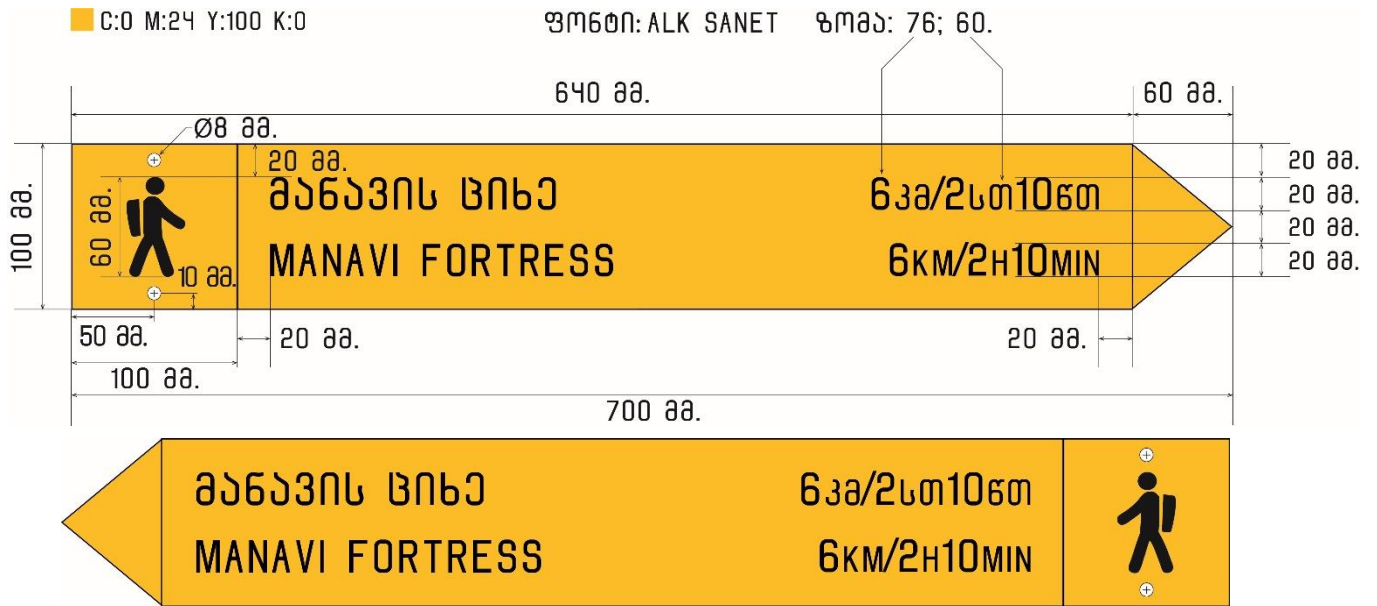 C:0 M:24 Y:100 K:0
ფონტი: ALK SANET ზომა: 76; 60.
640 მმ.
60 მმ.
Ø8 მმ.
20 მმ.
20 მმ.
20 მმ.
20 მმ.
20 მმ.
100 მმ.
60 მმ.
10 მმ.
მანავის ციხე
6კმ/2სთ10წთ
MANAVI FORTRESS
6KM/2H10MIN
50 მმ.
20 მმ.
20 მმ.
100 მმ.
700 მმ.
მანავის ციხე
6კმ/2სთ10წთ
MANAVI FORTRESS
6KM/2H10MIN